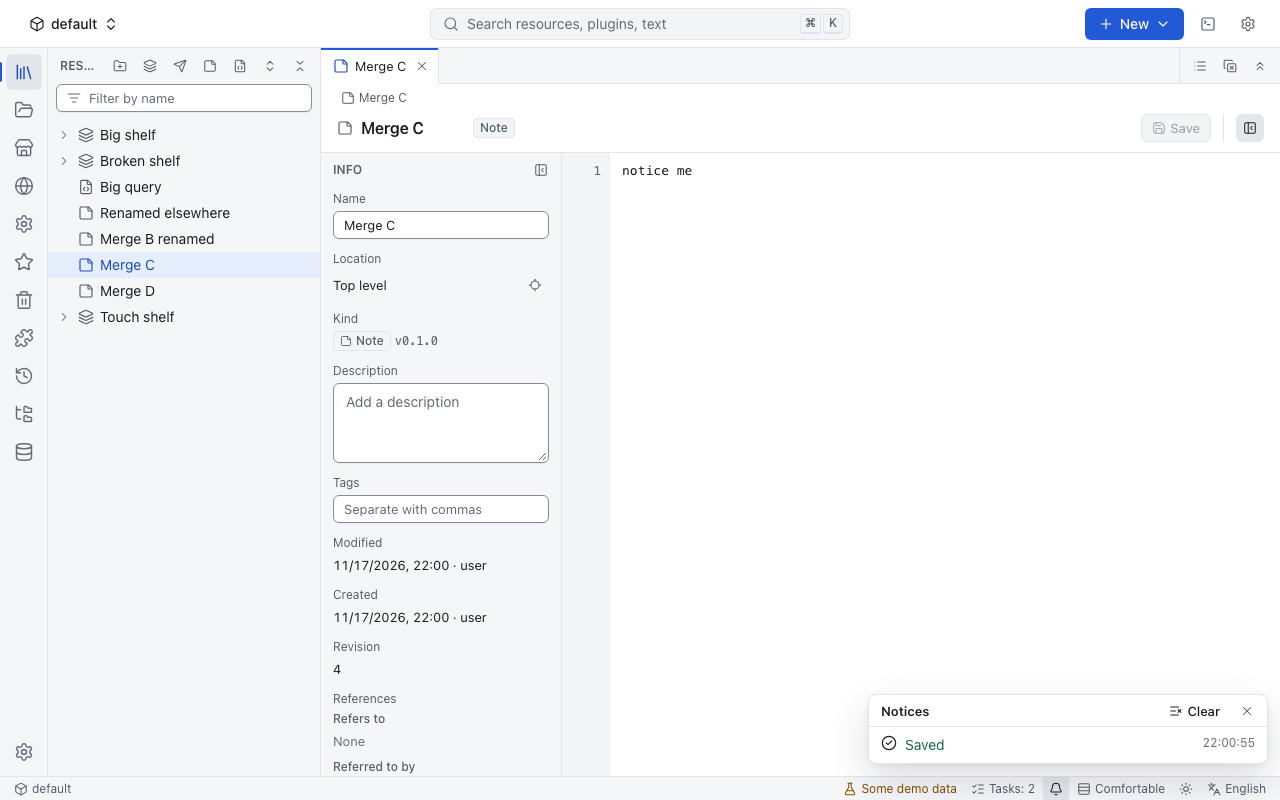 default
Search resources, plugins, text
⌘ K
New
RES...
Filter by name
Big shelf
Broken shelf
Big query
Renamed elsewhere
Merge B renamed
Merge C
Merge D
Touch shelf
Merge C
Merge C
Merge C
Note
Save
INFO
Name
Merge C
Location
Top level
Kind
Note v0.1.0
Description
Add a description
Tags
Separate with commas
Modified
11/17/2026, 22:00 · user
Created
11/17/2026, 22:00 · user
Revision
4
References
Refers to
None
Referred to by
1 notice me
Notices
Clear
Saved
22:00:55
default
Some demo data
Tasks: 2
Comfortable
English